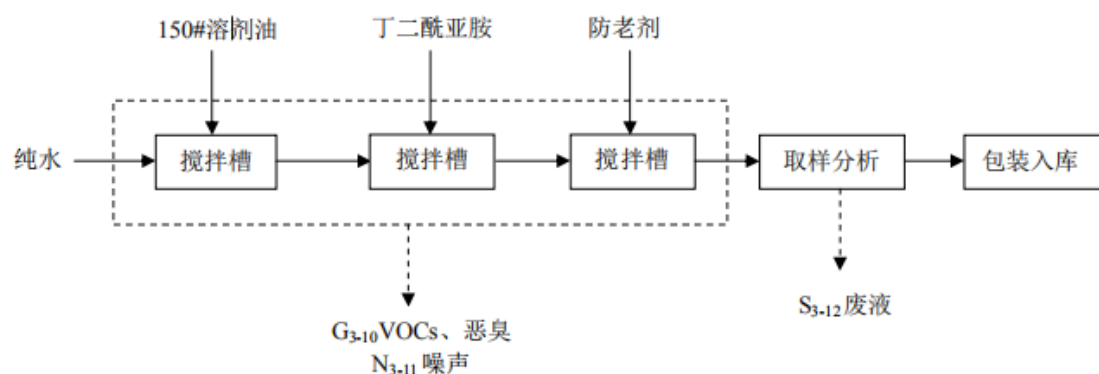 150#溶剂油
丁二酰亚胺
防老剂
纯水
搅拌槽
搅拌槽
搅拌槽
取样分析
包装入库
S3-12废液
G3-10VOCs、恶臭
N3-11噪声